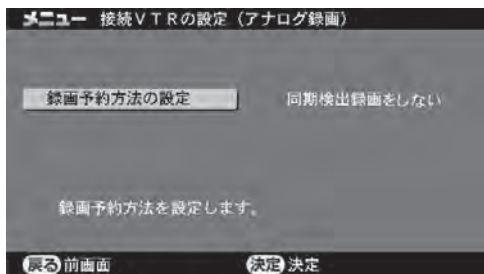 メニュー 接続VTRの設定（アナログ録画）
録画予約方法の設定 同期検出録画をしない
録画予約方法を設定します。
戻る 前画面 決定 決定